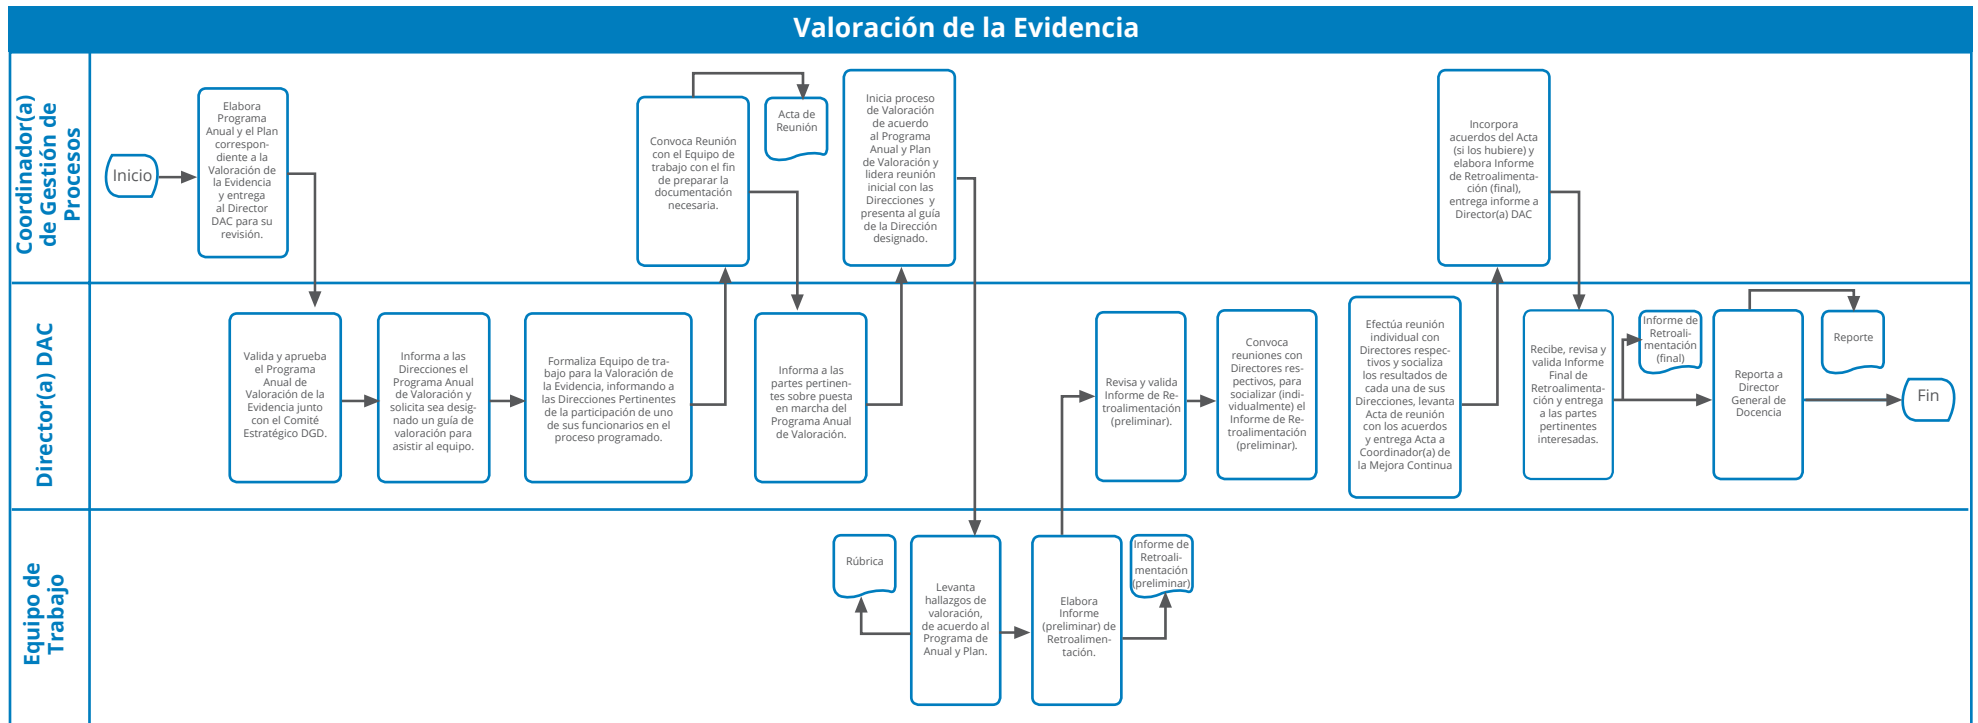 Valoración de la Evidencia
Coordinador(a)
de Gestión de
Procesos
Inicio
Elabora
Programa
Anual y el Plan
correspon-
diente a la
Valoración de
la Evidencia
y entrega
al Director
DAC para su
revisión.
Convoca Reunión
con el Equipo de
trabajo con el fin
de preparar la
documentación
necesaria.
Acta de
Reunión
Inicia proceso
de Valoración
de acuerdo
al Programa
Anual y Plan
de Valoración y
lidera reunión
inicial con las
Direcciones y
presenta al guía
de la Dirección
designado.
Incorpora
acuerdos del Acta
(si los hubiere) y
elabora Informe
de Retroalimenta-
ción (final),
entrega informe a
Director(a) DAC
Director(a) DAC
Valida y aprueba
el Programa
Anual de
Valoración de la
Evidencia junto
con el Comité
Estratégico DGD.
Informa a las
Direcciones el
Programa Anual
de Valoración y
solicita sea desig-
nado un guía de
valoración para
asistir al equipo.
Formaliza Equipo de tra-
bajo para la Valoración de
la Evidencia, informando a
las Direcciones Pertinentes
de la participación de uno
de sus funcionarios en el
proceso programado.
Informa a las
partes pertinen-
tes sobre puesta
en marcha del
Programa Anual
de Valoración.
Revisa y valida
Informe de Re-
troalimentación
(preliminar).
Convoca
reuniones con
Directores res-
pectivos, para
socializar (indi-
vidualmente) el
Informe de Re-
troalimentación
(preliminar).
Efectúa reunión
individual con
Directores respec-
tivos y socializa
los resultados de
cada una de sus
Direcciones, levanta
Acta de reunión
con los acuerdos
y entrega Acta a
Coordinador(a) de
la Mejora Continua
Recibe, revisa y
valida Informe
Final de
Retroalimenta-
ción y entrega
a las partes
pertinentes
interesadas.
Informe de
Retroali-
mentación
(final)
Reporta a
Director
General de
Docencia
Reporte
Fin
Equipo de
Trabajo
Rúbrica
Levanta
hallazgos de
valoración,
de acuerdo al
Programa de
Anual y Plan.
Elabora
Informe
(preliminar) de
Retroalimen-
tación.
Informe de
Retroali-
mentación
(preliminar)